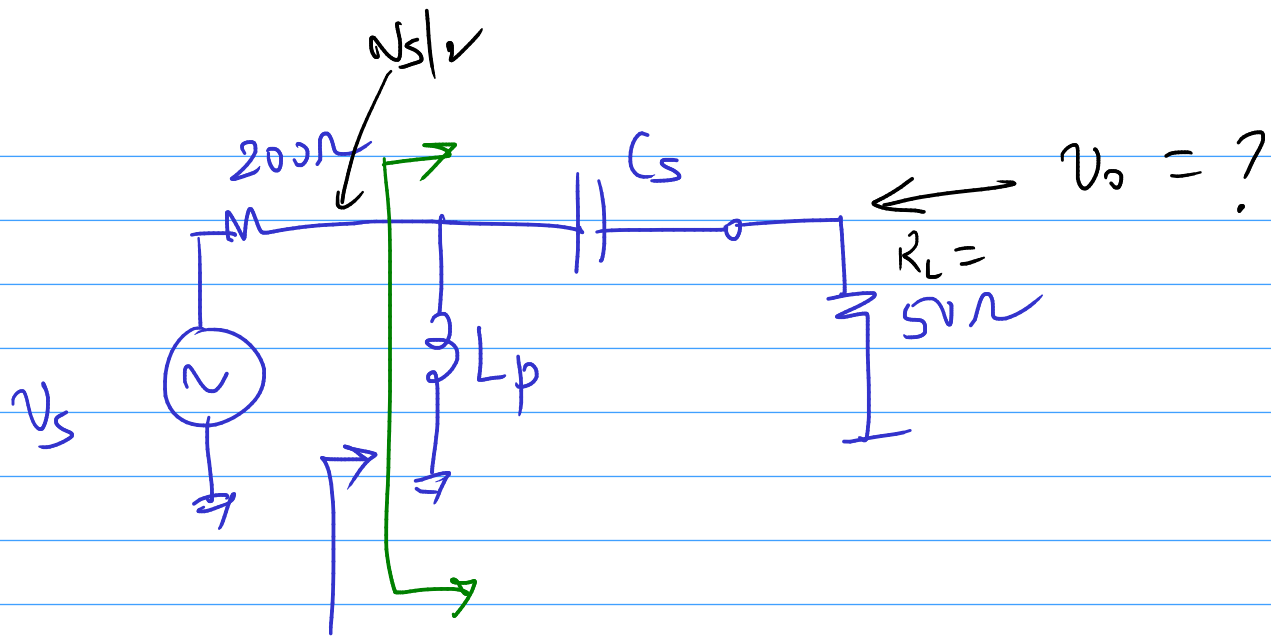 Vs/2
200Ω
Cs
Vo = ?
RL =
50Ω
Lp
Vs